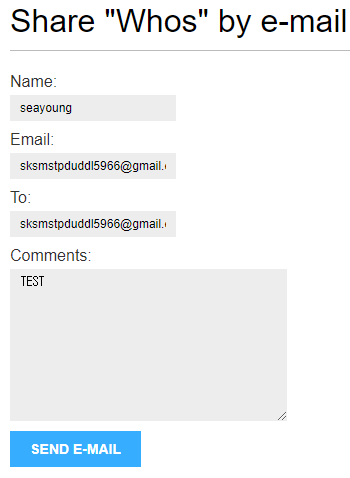 Share "Whos" by e-mail
Name:
seayoung
Email:
sksmstpduddl5966@gmail.
To:
sksmstpduddl5966@gmail.
Comments:
TEST
SEND E-MAIL